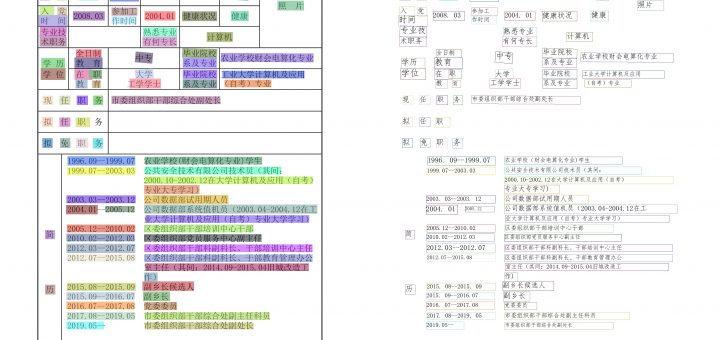 照片
入党时间 2008.03 参加工作时间 2004.01 健康状况 健康
专业技术职务 熟悉专业有何专长 计算机
学历学位 全日制教育 中专 毕业院校系及专业 农业学校财会电算化专业
在职教育 大学工学学士 毕业院校系及专业 工业大学计算机及应用（自考）专业
现任职务 市委组织部干部综合处副处长
拟任职务
拟免职务
简历
1996.09—1999.07 农业学校(财会电算化专业)学生
1999.07—2003.03 公共安全技术有限公司技术员（其间:
2000.10-2002.12在大学计算机及应用（自考）
专业大专学习）
2003.03—2003.12 公司数据部试用期人员
2004.01—2005.12 公司数据部系统值机员（2003.04-2004.12在工
业大学计算机及应用（自考）专业大学学习）
2005.12—2010.02 区委组织部干部培训中心干部
2010.02—2012.03 区委组织部党员服务中心副主任
2012.03—2012.07 区委组织部干部科副科长、干部培训中心主任
2012.07—2015.08 区委组织部干部科副科长、干部教育管理办公
室主任（其间: 2014.09-2015.04旧城改造工
作）
2015.08—2015.09 副乡长候选人
2015.09—2016.07 副乡长
2016.07—2017.08 党委委员
2017.08—2019.05 市委组织部干部综合处副主任科员
2019.05— 市委组织部干部综合处副处长
照片
入党时间 2008.03 参加工作时间 2004.01 健康状况 健康
专业技术职务 熟悉专业有何专长 计算机
学历学位 全日制教育 中专 毕业院校系及专业 农业学校财会电算化专业
在职教育 大学工学学士 毕业院校系及专业 工业大学计算机及应用（自考）专业
现任职务 市委组织部干部综合处副处长
拟任职务
拟免职务
简历
1996.09—1999.07 农业学校(财会电算化专业)学生
1999.07—2003.03 公共安全技术有限公司技术员（其间:
2000.10-2002.12在大学计算机及应用（自考）
专业大专学习）
2003.03—2003.12 公司数据部试用期人员
2004.01 2005.12 公司数据部系统值机员（2003.04-2004.12在工
业大学计算机及应用（自考）专业大学学习）
2005.12—2010.02 区委组织部干部培训中心干部
2010.02—2012.03 区委组织部党员服务中心副主任
2012.03—2012.07 区委组织部干部科副科长、干部培训中心主任
2012.07—2015.08 区委组织部干部科副科长、干部教育管理办公
室主任（其间: 2014.09-2015.04旧城改造工
作）
2015.08—2015.09 副乡长候选人
2015.09—2016.07 副乡长
2016.07—2017.08 党委委员
2017.08—2019.05 市委组织部干部综合处副主任科员
2019.05— 市委组织部干部综合处副处长